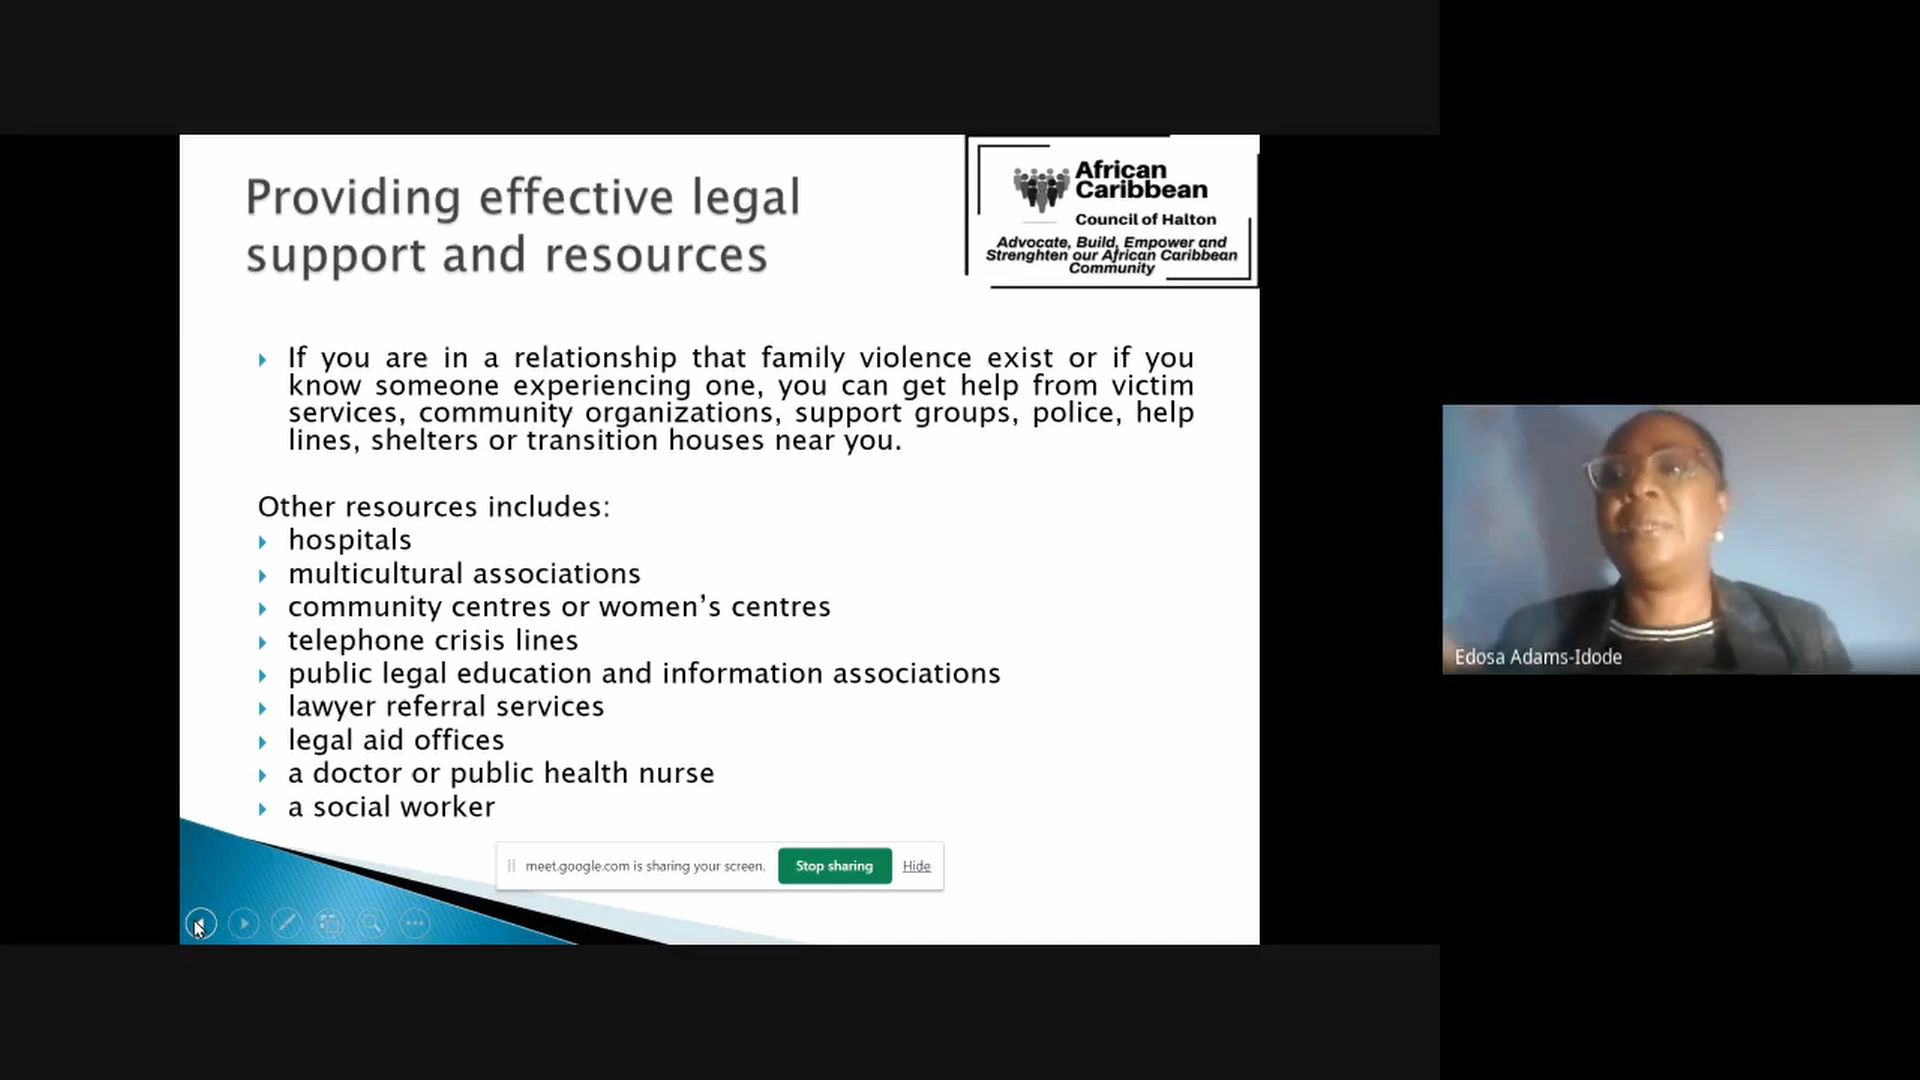 Providing effective legal
support and resources
African
Caribbean
Council of Halton
Advocate, Build, Empower and
Strenghten our African Caribbean
Community
If you are in a relationship that family violence exist or if you
know someone experiencing one, you can get help from victim
services, community organizations, support groups, police, help
lines, shelters or transition houses near you.
Other resources includes:
hospitals
multicultural associations
community centres or women’s centres
telephone crisis lines
public legal education and information associations
lawyer referral services
legal aid offices
a doctor or public health nurse
a social worker
meet.google.com is sharing your screen.
Stop sharing
Hide
Edosa Adams-Idode